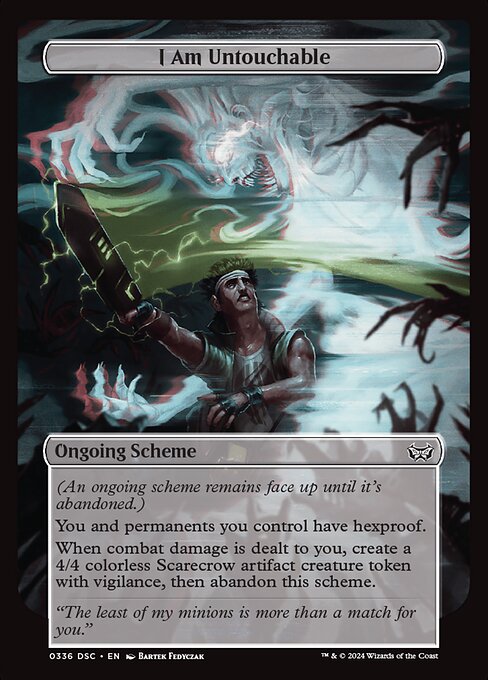 I Am Untouchable
Ongoing Scheme
(An ongoing scheme remains face up until it's
abandoned.)
You and permanents you control have hexproof.
When combat damage is dealt to you, create a
4/4 colorless Scarecrow artifact creature token
with vigilance, then abandon this scheme.
"The least of my minions is more than a match for
you."
0336 DSC • EN Bartek Fedyczak
™ & © 2024 Wizards of the Coast